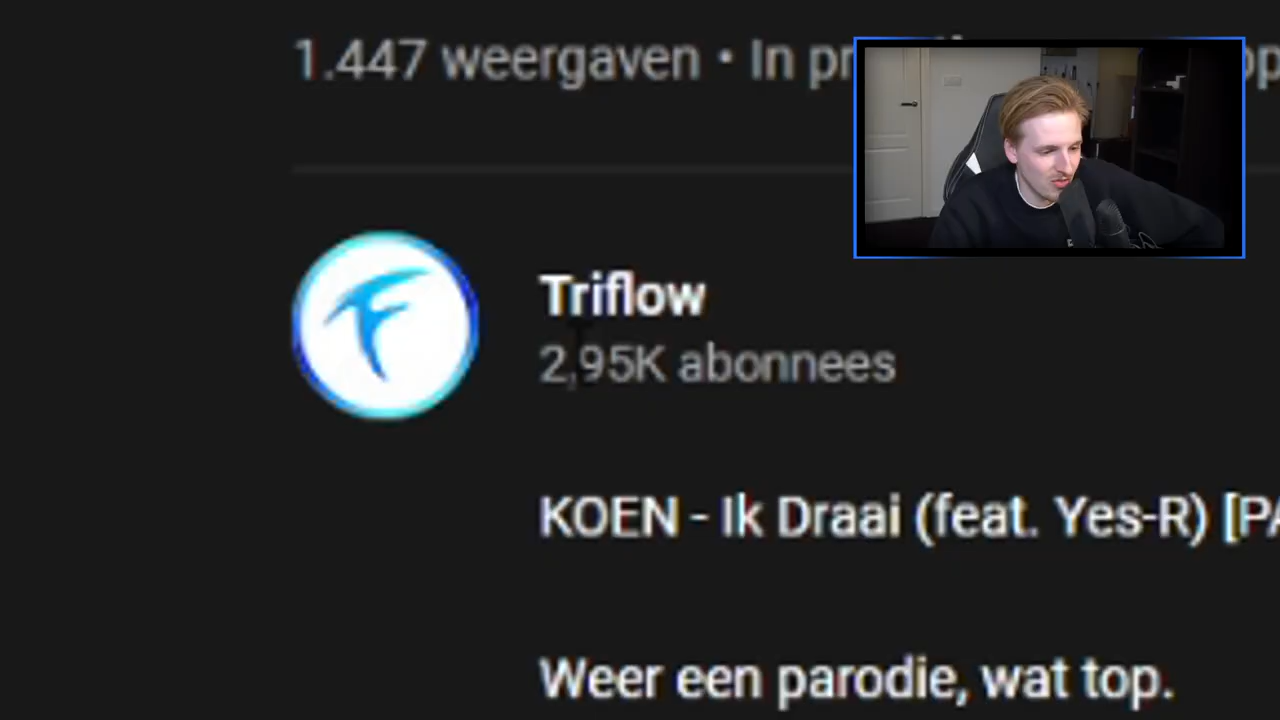 1.447 weergaven • In
Triflow
2,95K abonnees
KOEN - Ik Draai (feat. Yes-R)
Weer een parodie, wat top.